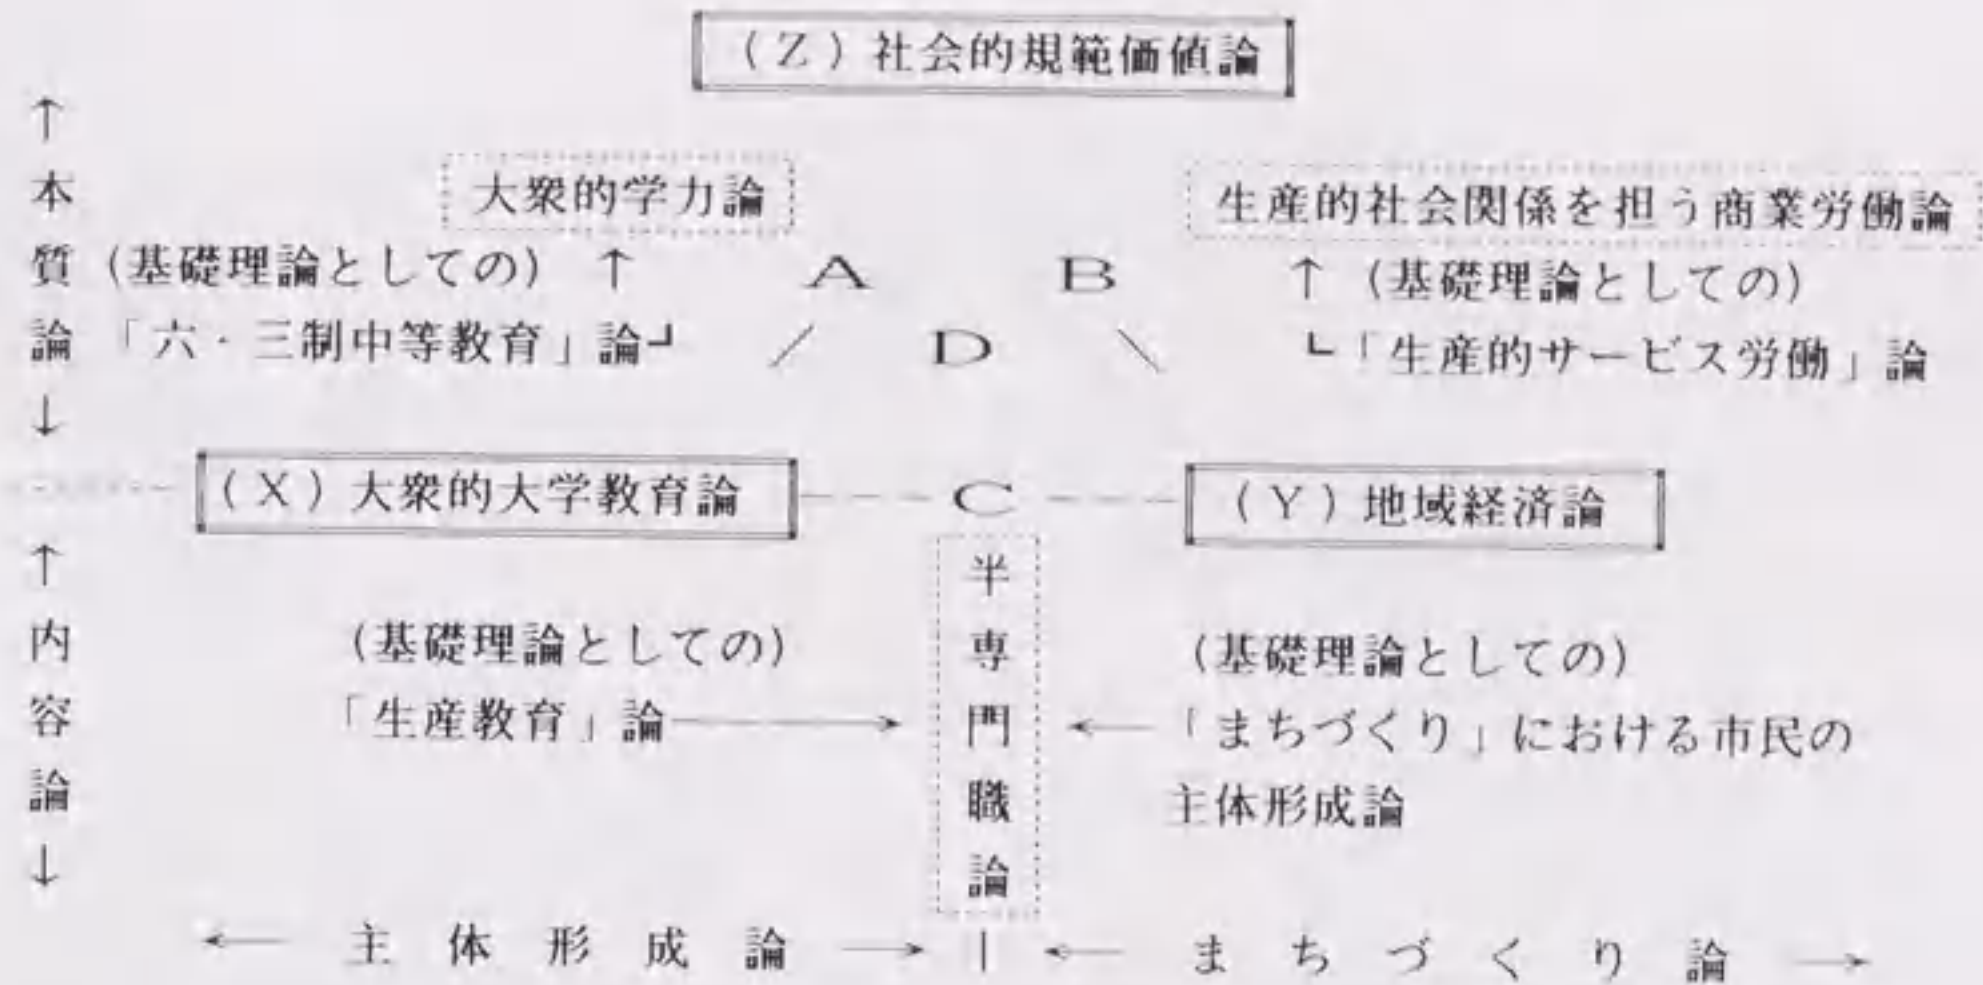 (Z)社会的規範価値論
↑本質論↓
大衆的学力論
生産的社会関係を担う商業労働論
(基礎理論としての) ↑ A B ↑ (基礎理論としての)
「六・三制中等教育」論┘ / D \ └「生産的サービス労働」論
(X)大衆的大学教育論 C (Y)地域経済論
↑内容論↓
半専門職論
(基礎理論としての) (基礎理論としての)
「生産教育」論→ ←「まちづくり」における市民の
主体形成論
← 主体形成論 → | ← まちづくり論 →